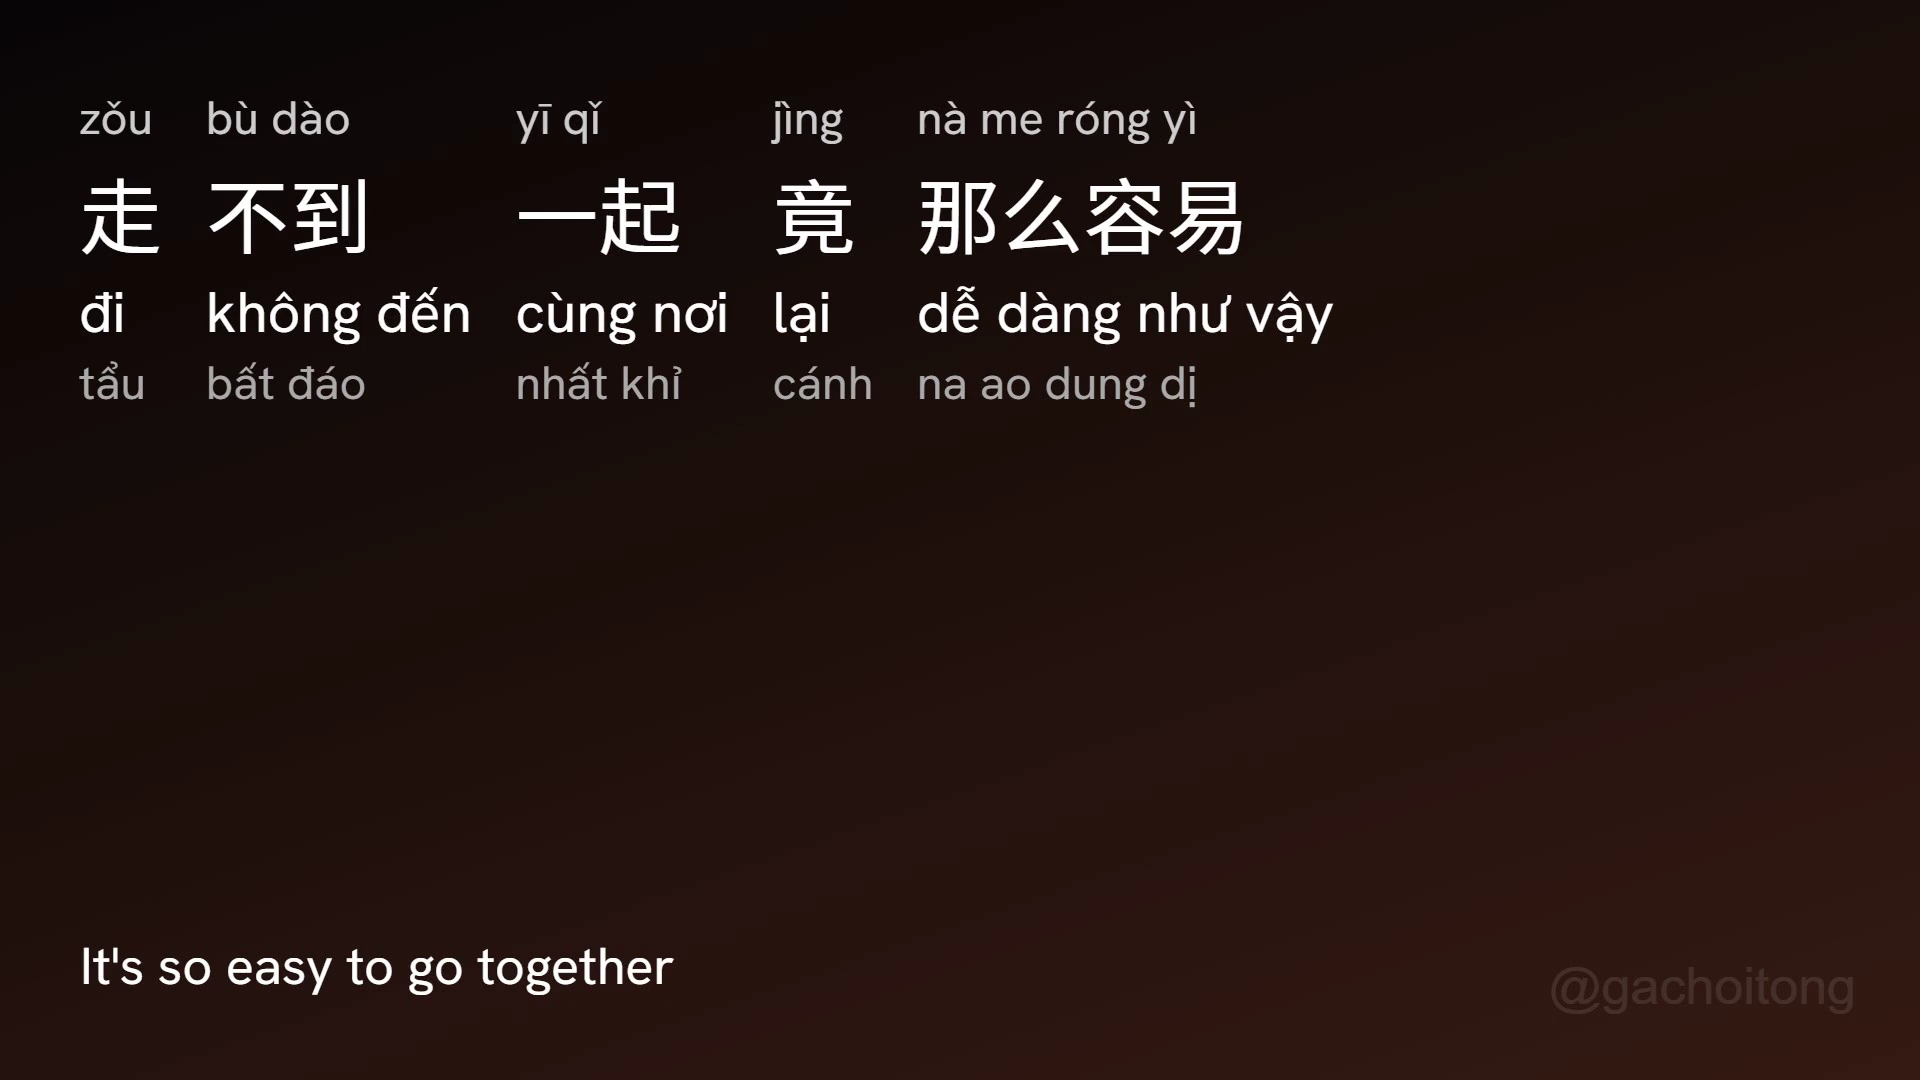 zǒu bù dào yī qǐ jìng nà me róng yì
走 不到 一起 竟 那么容易
đi không đến cùng nơi lại dễ dàng như vậy
tẩu bất đáo nhất khỉ cánh na ao dung dị
It's so easy to go together
@gachoitong